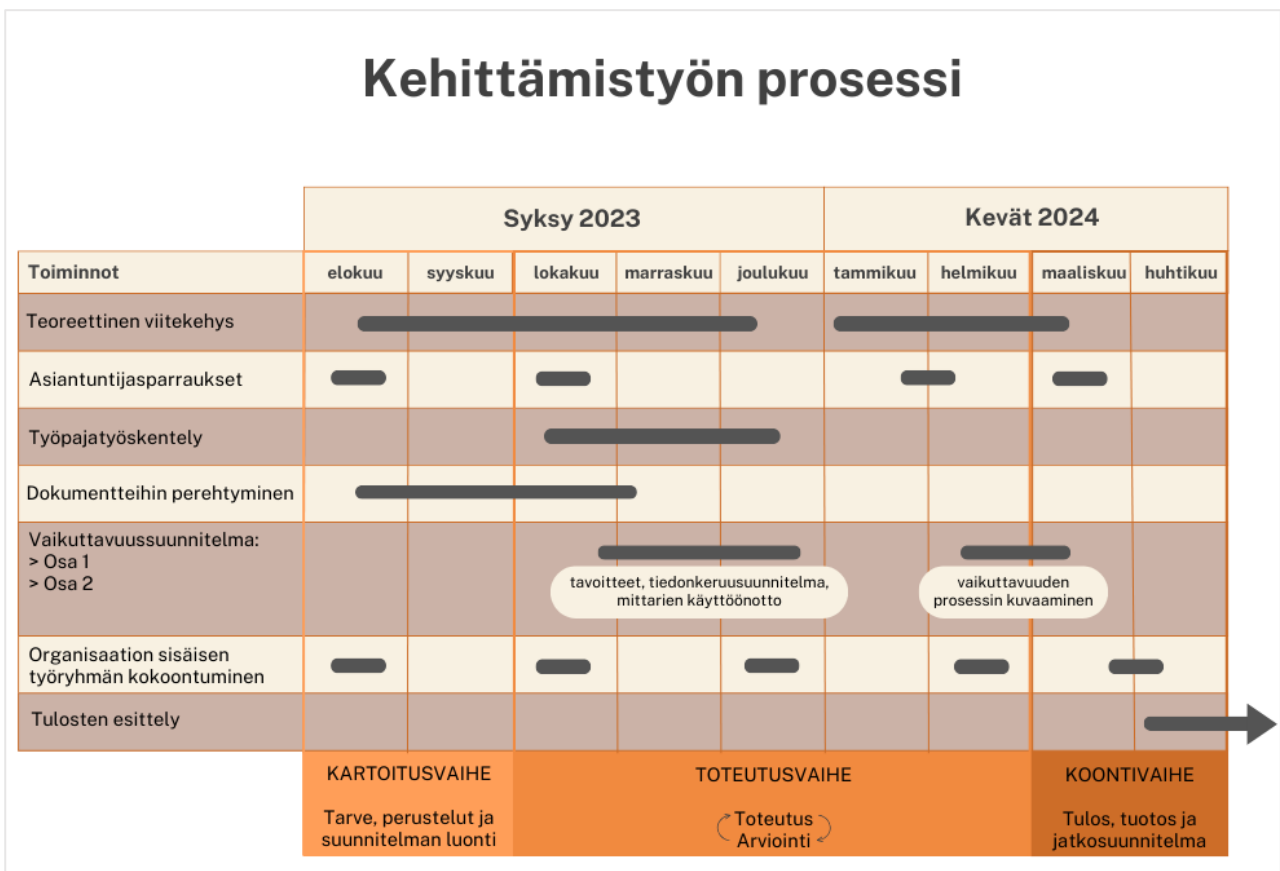 Kehittämistyön prosessi
Syksy 2023
Kevät 2024
Toiminnot
elokuu
syyskuu
lokakuu
marraskuu
joulukuu
tammikuu
helmikuu
maaliskuu
huhtikuu
Teoreettinen viitekehys
Asiantuntijasparraukset
Työpajatyöskentely
Dokumentteihin perehtyminen
Vaikuttavuussuunnitelma:
> Osa 1
> Osa 2
tavoitteet, tiedonkeruusuunnitelma,
mittarien käyttöönotto
vaikuttavuuden
prosessin kuvaaminen
Organisaation sisäisen
työryhmän kokoontuminen
Tulosten esittely
KARTOITUSVAIHE
Tarve, perustelut ja
suunnitelman luonti
TOTEUTUSVAIHE
Toteutus
Arviointi
KOONTIVAIHE
Tulos, tuotos ja
jatkosuunnitelma